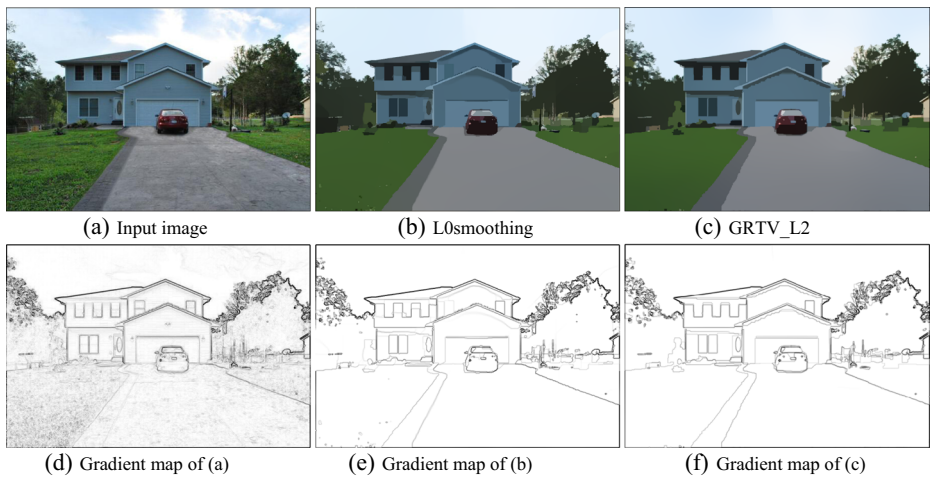 (a) Input image
(b) L0smoothing
(c) GRTV_L2
(d) Gradient map of (a)
(e) Gradient map of (b)
(f) Gradient map of (c)